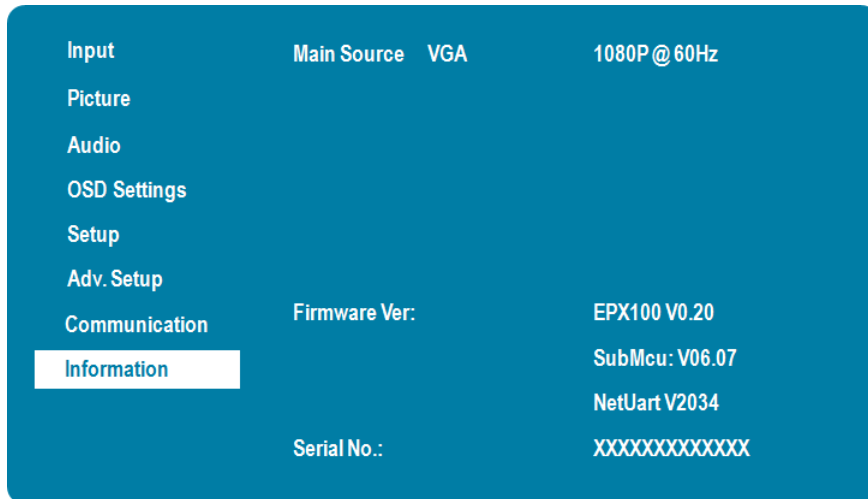 Input
Main Source VGA 1080P @ 60Hz
Picture
Audio
OSD Settings
Setup
Adv. Setup
Communication
Firmware Ver: EPX100 V0.20
SubMcu: V06.07
Information
NetUart V2034
Serial No.: XXXXXXXXXXXXX